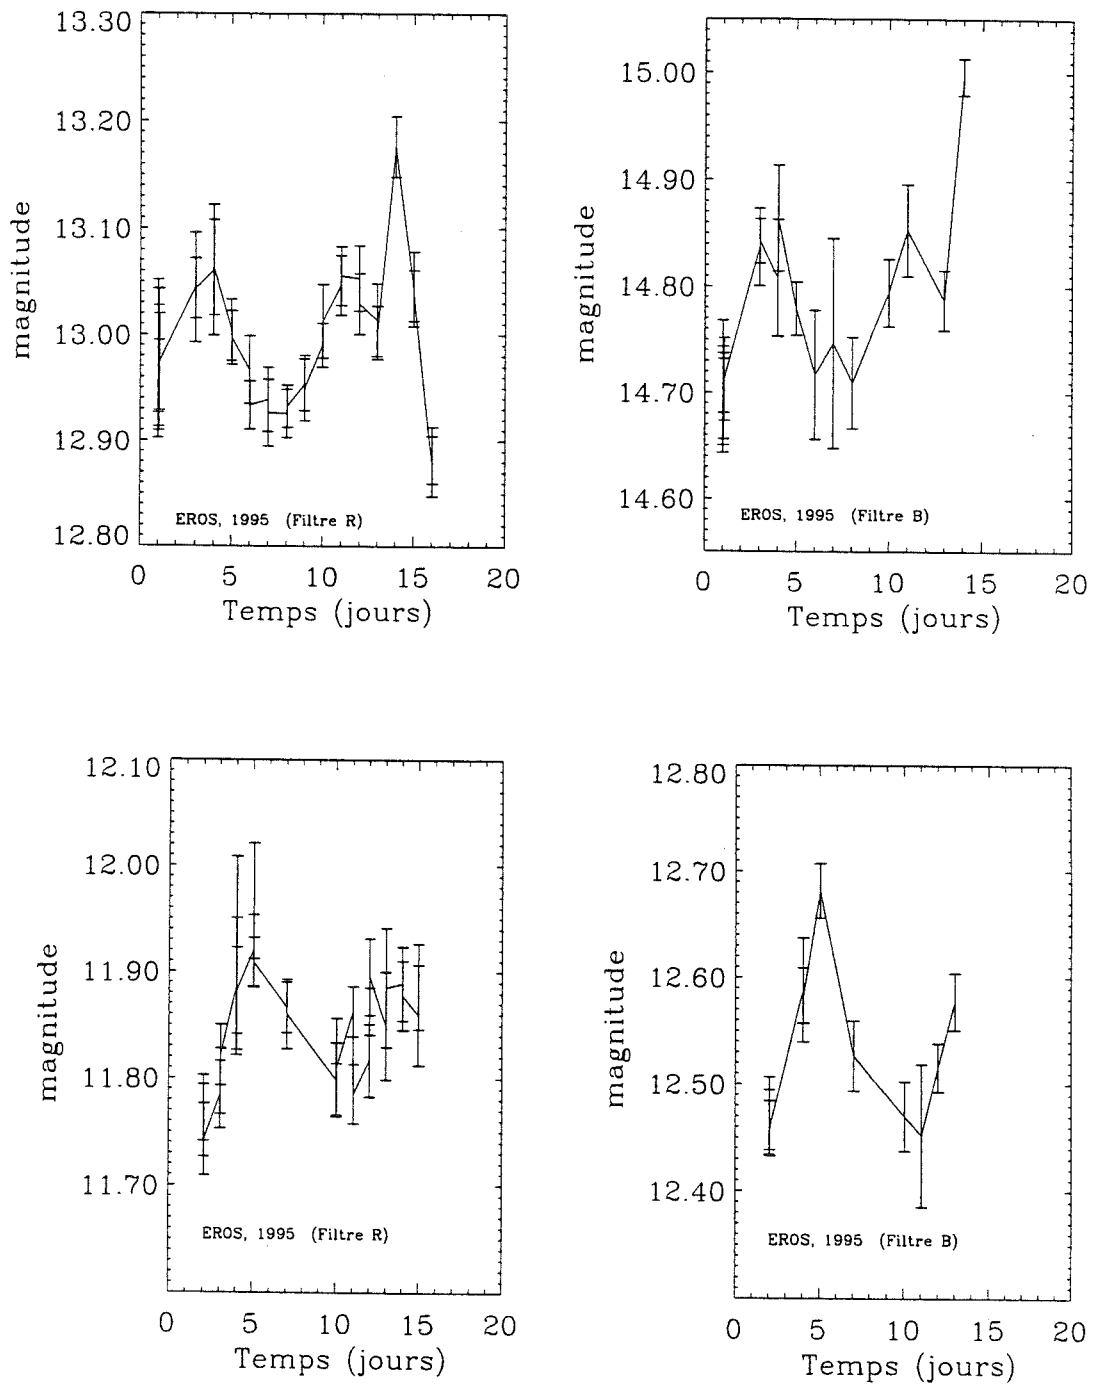 13.30
13.20
13.10
13.00
12.90
12.80
magnitude
EROS, 1995 (Filtre R)
0 5 10 15 20
Temps (jours)
15.00
14.90
14.80
14.70
14.60
magnitude
EROS, 1995 (Filtre B)
0 5 10 15 20
Temps (jours)
12.10
12.00
11.90
11.80
11.70
magnitude
EROS, 1995 (Filtre R)
0 5 10 15 20
Temps (jours)
12.80
12.70
12.60
12.50
12.40
magnitude
EROS, 1995 (Filtre B)
0 5 10 15 20
Temps (jours)